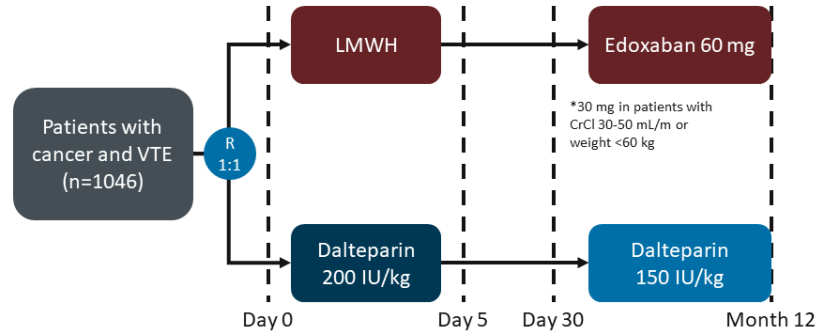 LMWH
Edoxaban 60 mg
*30 mg in patients with
CrCl 30-50 mL/m or
weight <60 kg
Patients with
cancer and VTE
(n=1046)
R
1:1
Dalteparin
200 IU/kg
Dalteparin
150 IU/kg
Day 0
Day 5
Day 30
Month 12